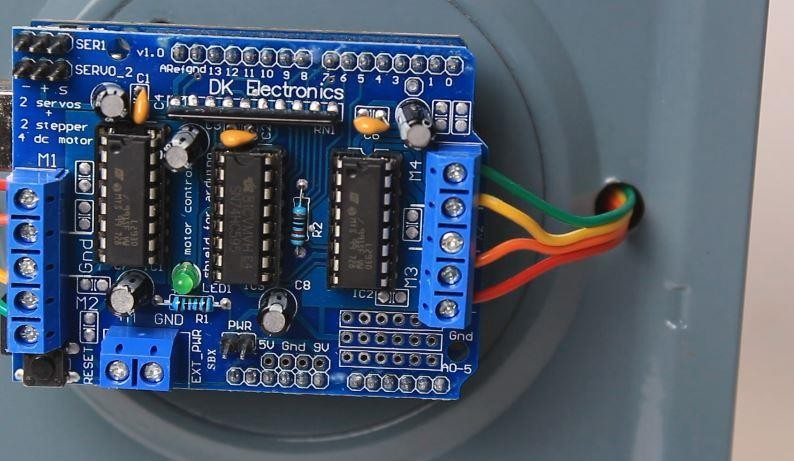 SER1
v1.0
SERVO_2
- + S
ARef gnd 13 12 11 10 9 8 7 6 5 4 3 2 1 0
DK Electronics
C1
2 servos
+
2 stepper
4 dc motor
C4
C2
RN1
M1
M4
motor control
shield for arduino
SN74HC595
R2
Gnd
M3
LED1
C8
IC2
M2
GND
R1
PWR
Gnd
5V Gnd 9V
RESET
EXT_PWR
SBX
A0-5